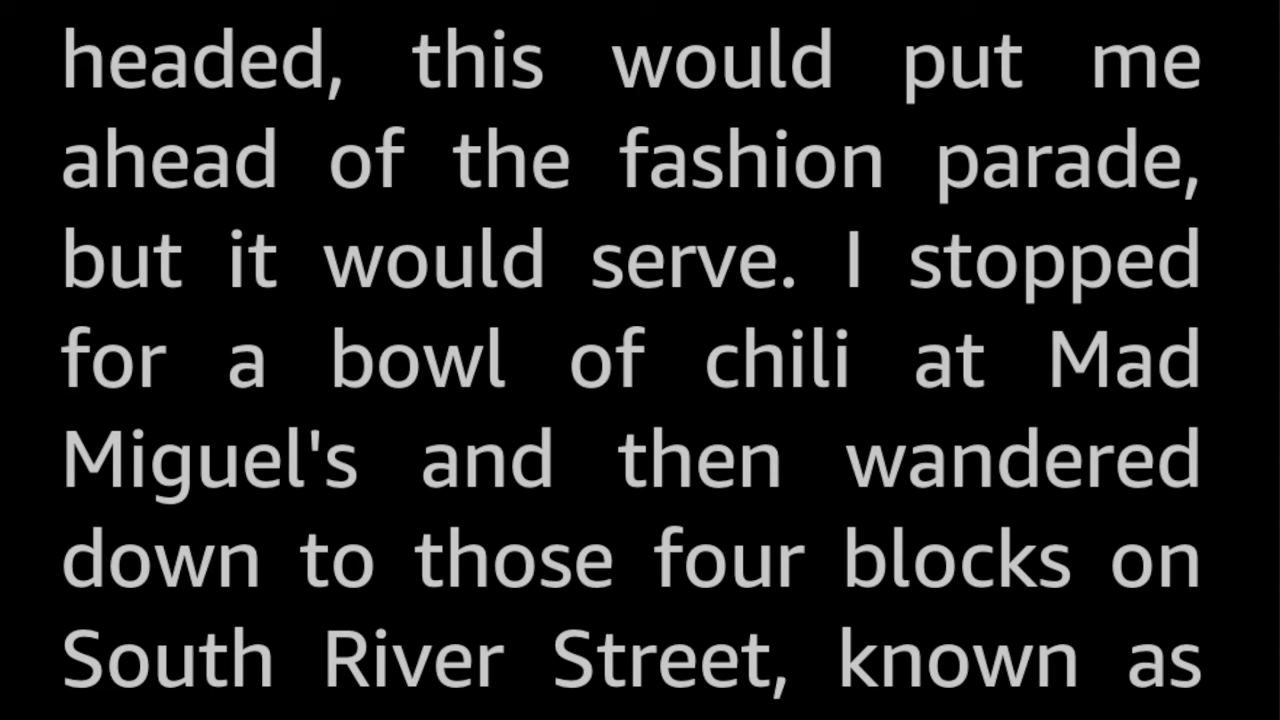 headed, this would put me
ahead of the fashion parade,
but it would serve. I stopped
for a bowl of chili at Mad
Miguel's and then wandered
down to those four blocks on
South River Street, known as